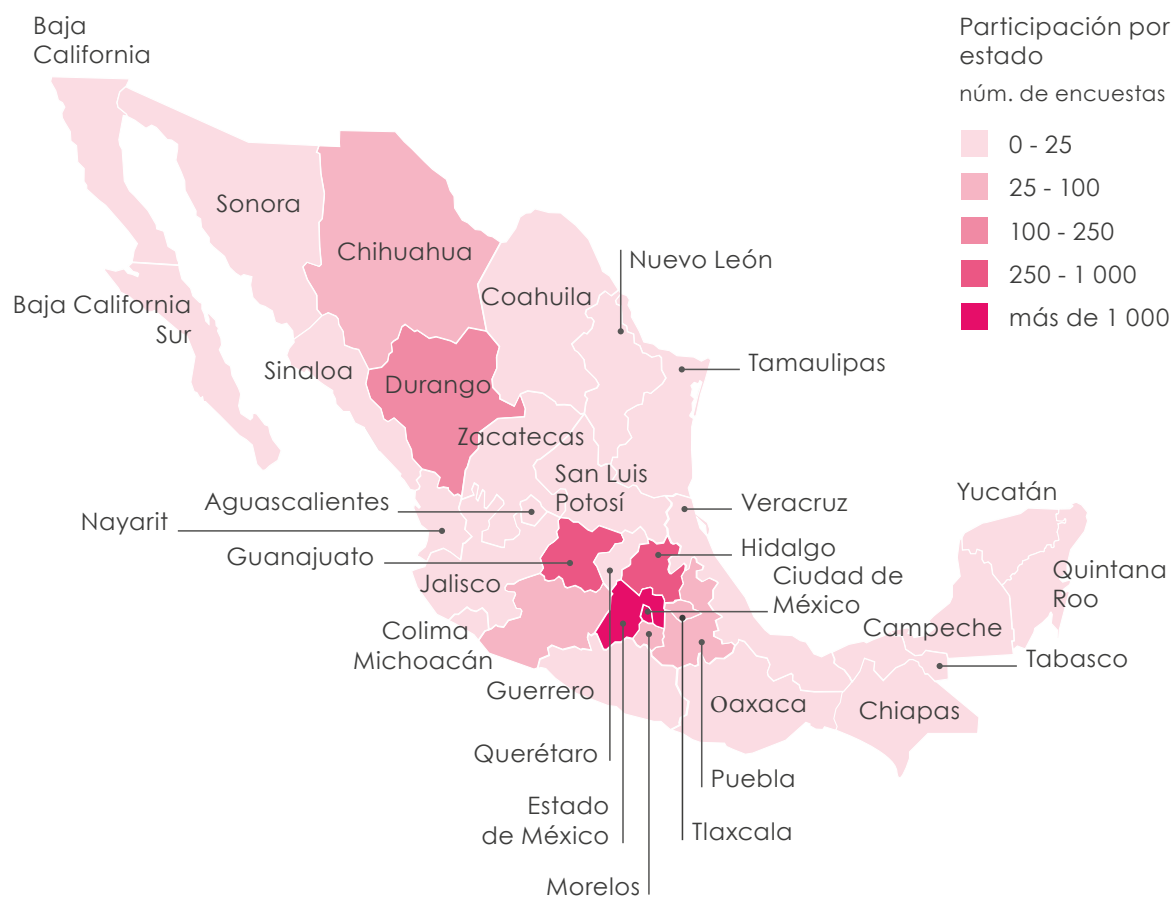 Baja
California
Participación por
estado
núm. de encuestas
0 - 25
25 - 100
100 - 250
250 - 1 000
más de 1 000
Sonora
Chihuahua
Nuevo León
Coahuila
Baja California
Sur
Sinaloa
Durango
Tamaulipas
Zacatecas
San Luis
Potosí
Aguascalientes
Veracruz
Yucatán
Nayarit
Guanajuato
Hidalgo
Jalisco
Ciudad de
México
Quintana
Roo
Colima
Campeche
Michoacán
Tabasco
Guerrero
Oaxaca
Chiapas
Querétaro
Puebla
Estado
de México
Tlaxcala
Morelos